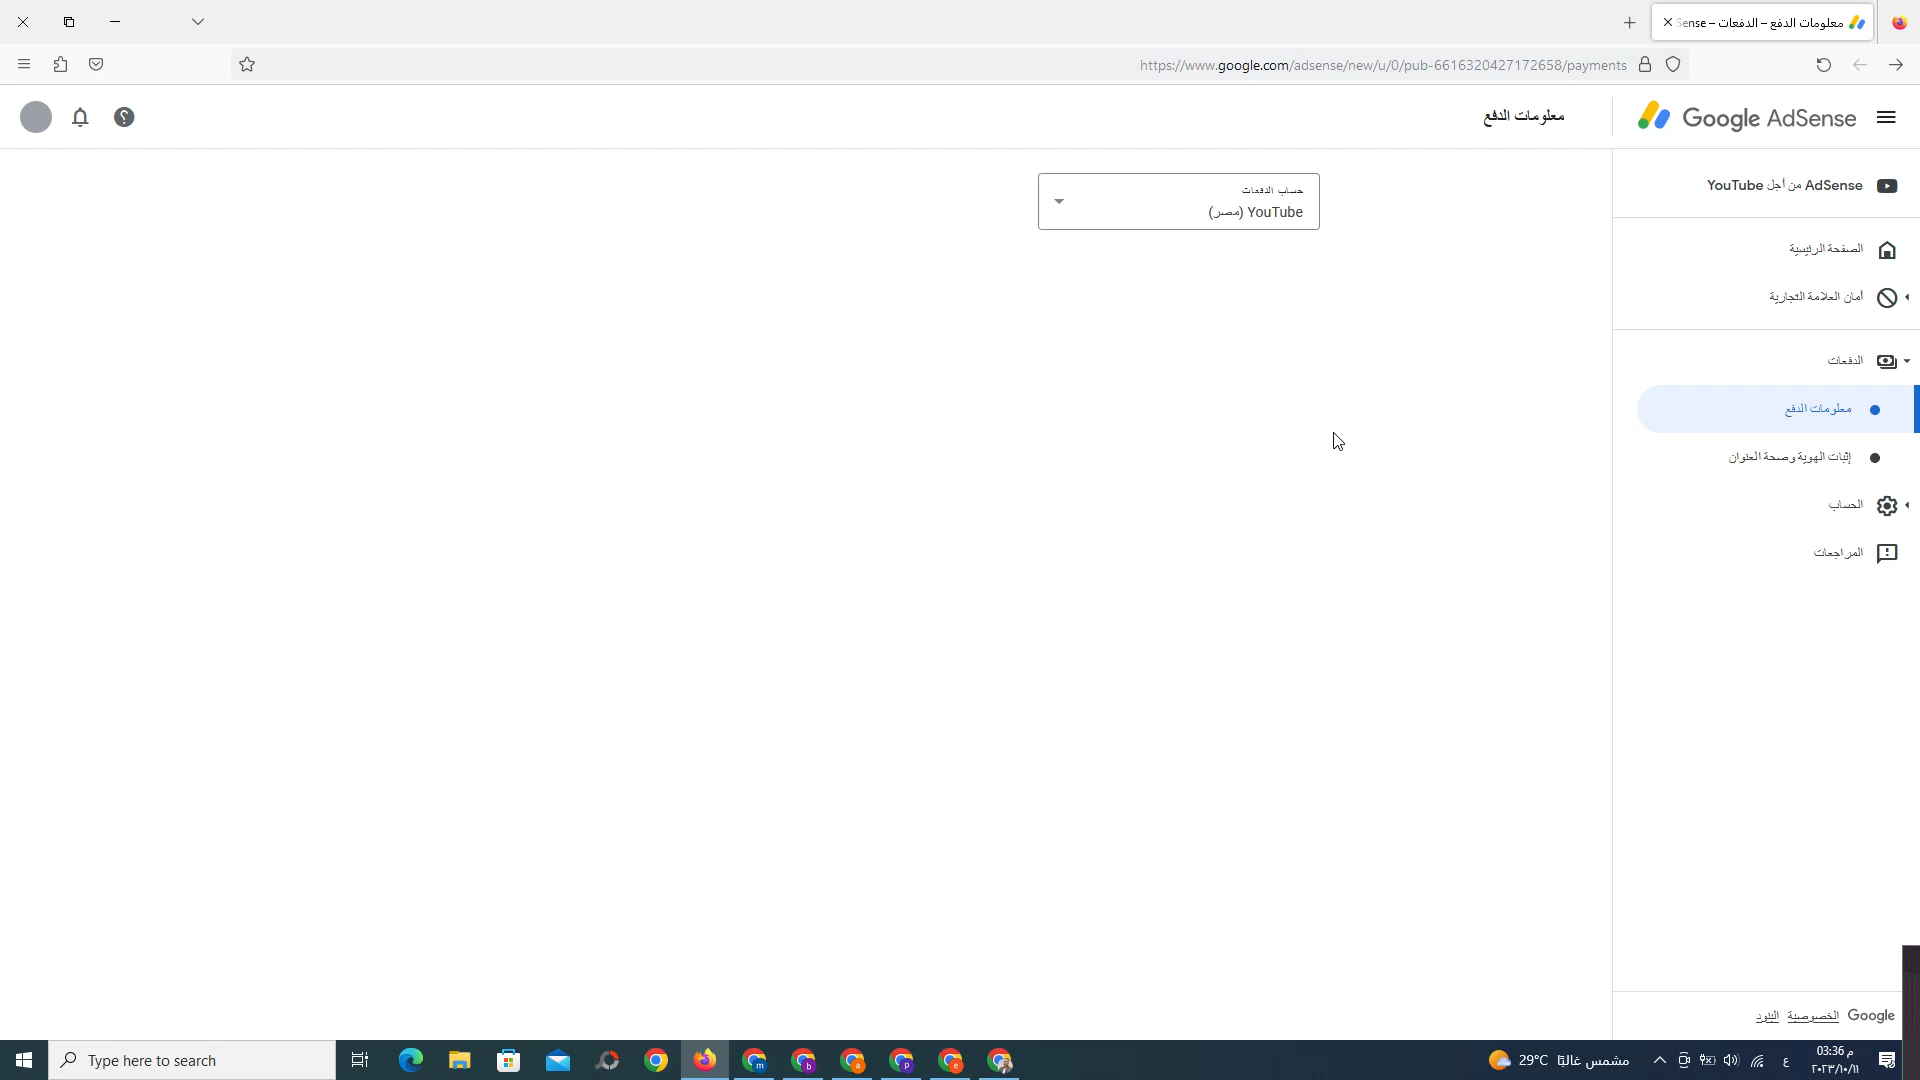 معلومات الدفع – الدفعات – Sense
https://www.google.com/adsense/new/u/0/pub-6616320427172658/payments
Google AdSense
معلومات الدفع
AdSense من أجل YouTube
الصفحة الرئيسية
أمان العلامة التجارية
الدفعات
معلومات الدفع
إثبات الهوية وصحة العنوان
الحساب
المراجعات
حساب الدفعات
YouTube (مصر)
Google الخصوصية البنود
Type here to search
m
b
a
p
e
29°C مشمس غالبًا
ع
03:36 م
٢٠٢٣/١٠/١١